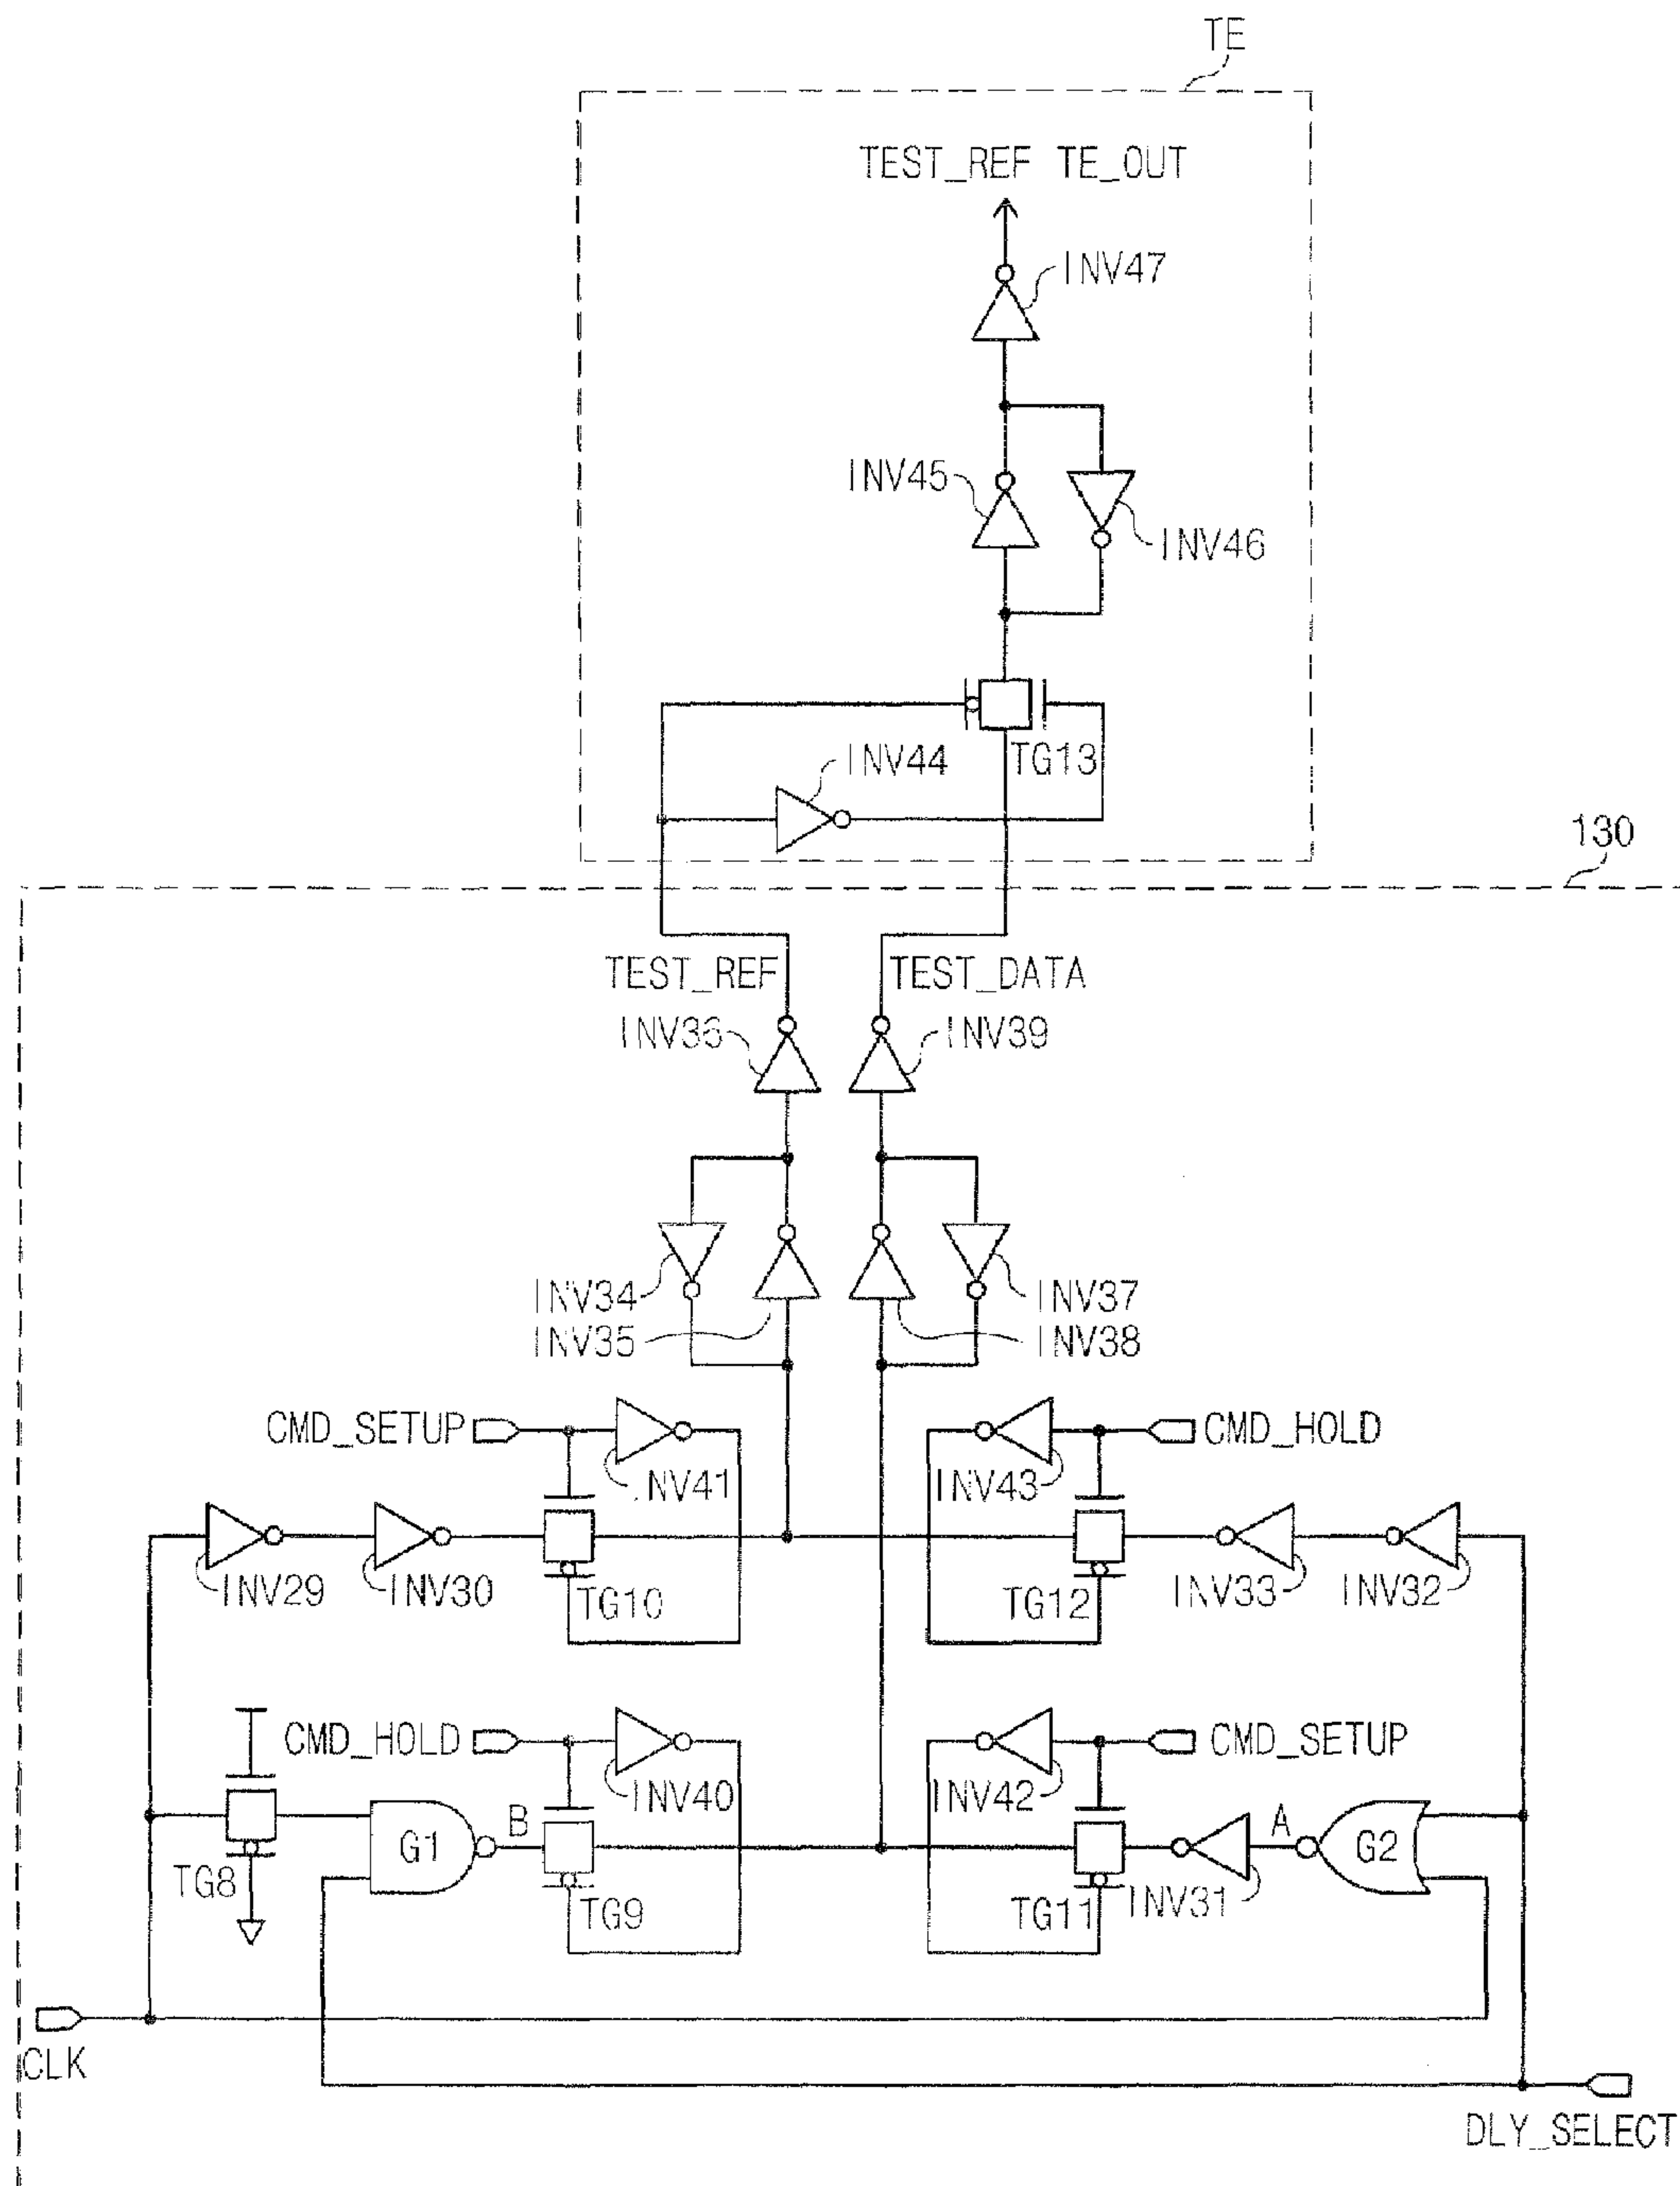 TE
TEST_REF TE_OUT
INV47
INV45
INV46
INV44
TG13
130
TEST_REF
TEST_DATA
INV36
INV39
INV34
INV37
INV35
INV38
CMD_SETUP
CMD_HOLD
INV41
INV43
INV29
INV30
TG10
TG12
INV33
INV32
CMD_HOLD
CMD_SETUP
INV40
INV42
B
A
G1
G2
TG8
TG9
TG11
INV31
CLK
DLY_SELECT